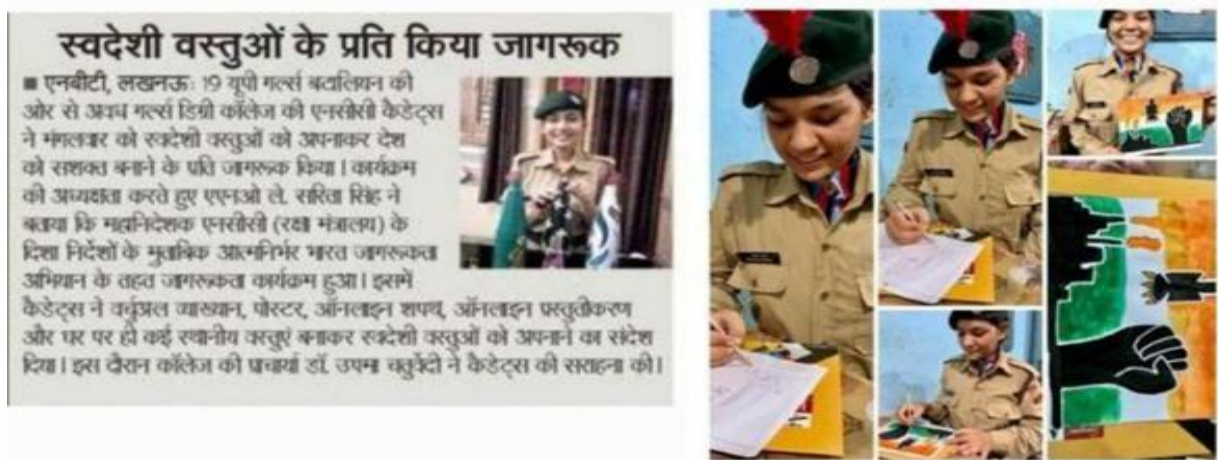 स्वदेशी वस्तुओं के प्रति किया जागरूक
■ एनबीटी, लखनऊ: 19 यूपी गर्ल्स बटालियन की
ओर से अवध गर्ल्स डिग्री कॉलेज की एनसीसी कैडेट्स
ने मंगलवार को स्वदेशी वस्तुओं को अपनाकर देश
को सशक्त बनाने के प्रति जागरूक किया। कार्यक्रम
की अध्यक्षता करते हुए एएनओ ले. सरिता सिंह ने
बताया कि महानिदेशक एनसीसी (रक्षा मंत्रालय) के
दिशा निर्देशों के मुताबिक आत्मनिर्भर भारत जागरूकता
अभियान के तहत जागरूकता कार्यक्रम हुआ। इसमें
कैडेट्स ने वर्चुअल व्याख्यान, पोस्टर, ऑनलाइन शपथ, ऑनलाइन प्रस्तुतीकरण
और घर पर ही कई स्थानीय वस्तुएं बनाकर स्वदेशी वस्तुओं को अपनाने का संदेश
दिया। इस दौरान कॉलेज की प्राचार्या डॉ. उपमा चतुर्वेदी ने कैडेट्स की सराहना की।